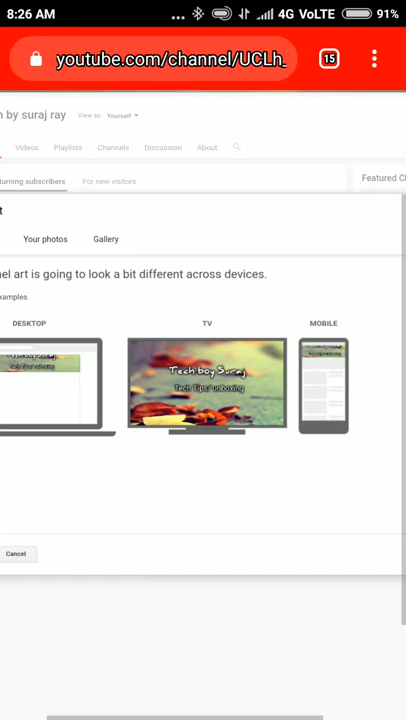 8:26 AM ... 4G VoLTE 91%
youtube.com/channel/UCLh_ 15
n by suraj ray View as: Yourself
Videos Playlists Channels Discussion About
turning subscribers For new visitors Featured Cl
t
Your photos Gallery
nel art is going to look a bit different across devices.
xamples.
DESKTOP TV MOBILE
Tech boy Suraj
Tech Tips/ unboxing
Cancel